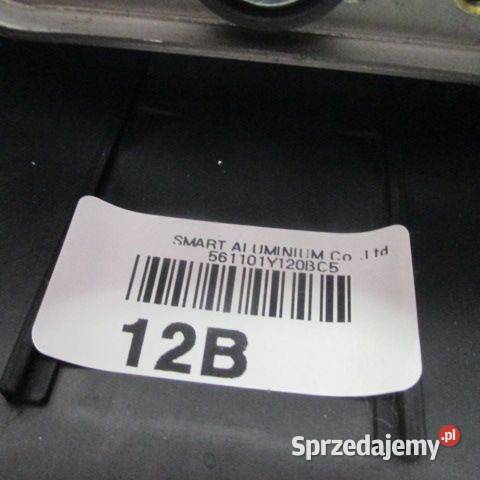 SMART ALUMINIUM Co .,Ltd
561101Y120BC5
12B
Sprzedajemy.pl